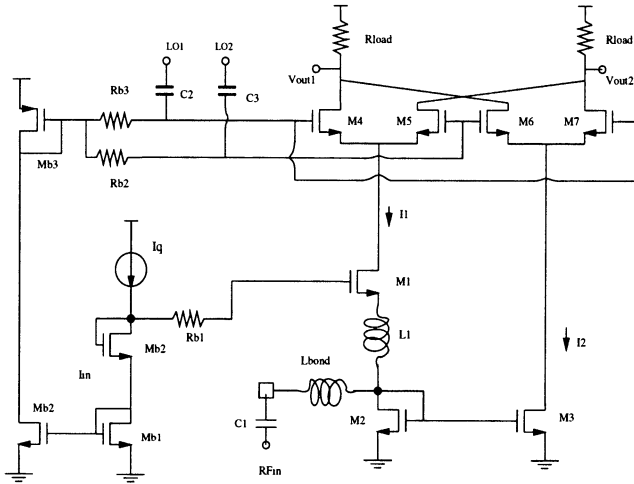 LO1
LO2
Rload
Rload
Vout1
Vout2
Rb3
C2
C3
M4
M5
M6
M7
Mb3
Rb2
I1
Iq
M1
Rb1
L1
Mb2
Lbond
I2
Iin
Mb2
C1
M2
M3
Mb1
RFin